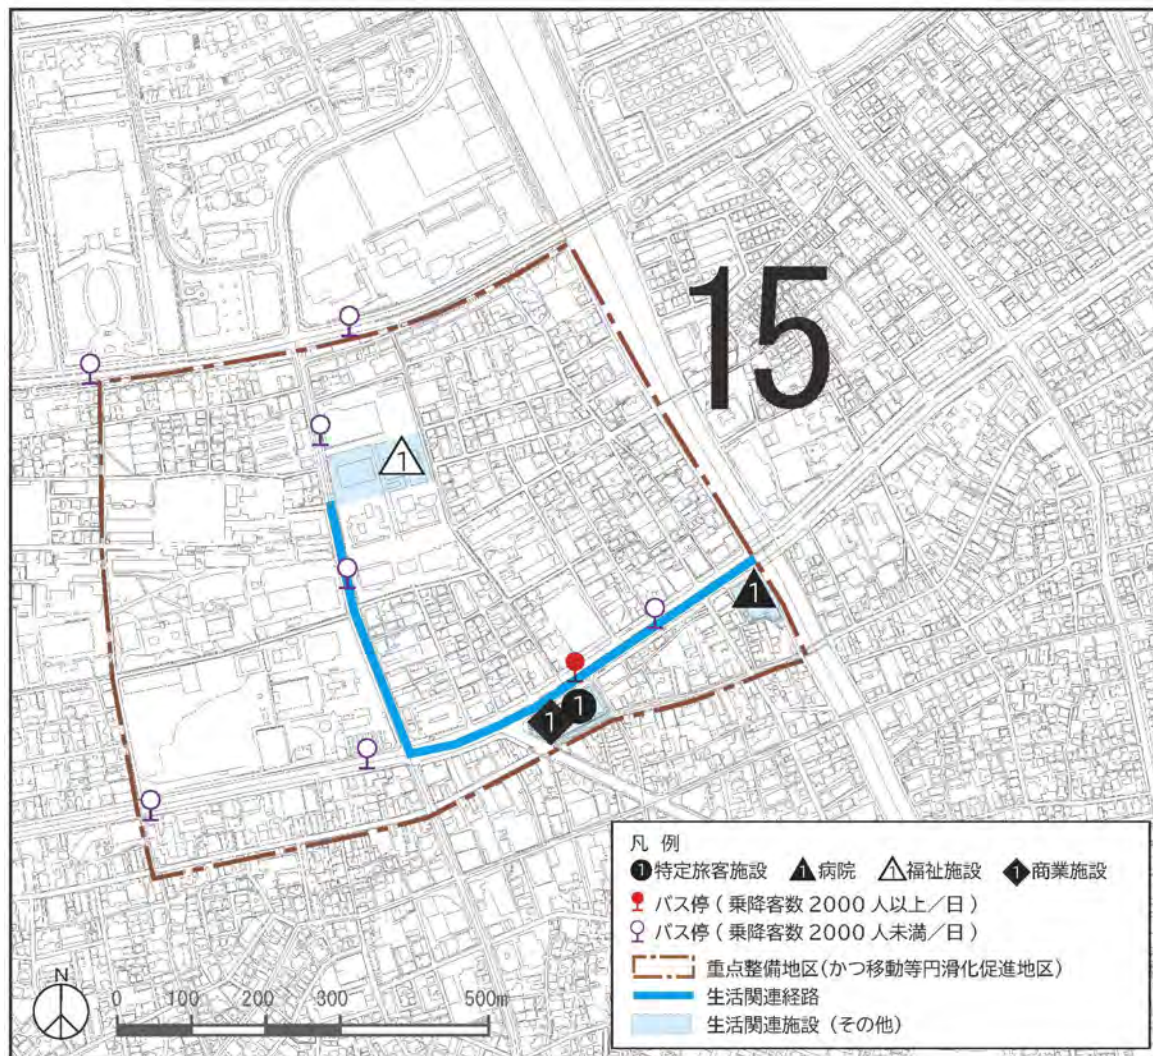 15
1
1
1
1
凡 例
1 特定旅客施設 1 病院 1 福祉施設 1 商業施設
バス停 ( 乗降客数 2000 人以上/日 )
バス停 ( 乗降客数 2000 人未満/日 )
重点整備地区(かつ移動等円滑化促進地区)
生活関連経路
生活関連施設 (その他)
N
0 100 200 300 500m